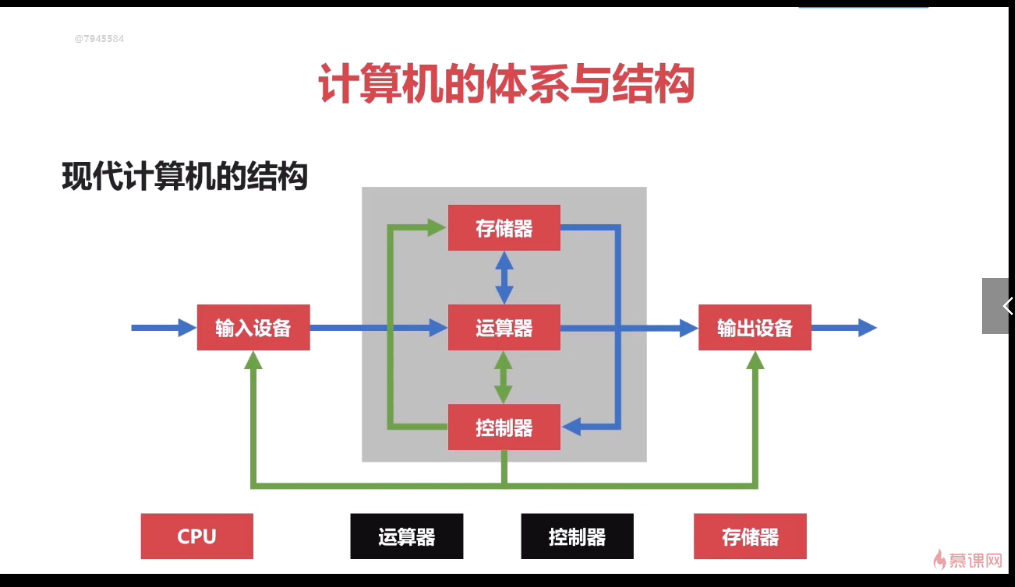 @7945584
计算机的体系与结构
现代计算机的结构
存储器
输入设备
运算器
输出设备
控制器
CPU
运算器
控制器
存储器
慕课网